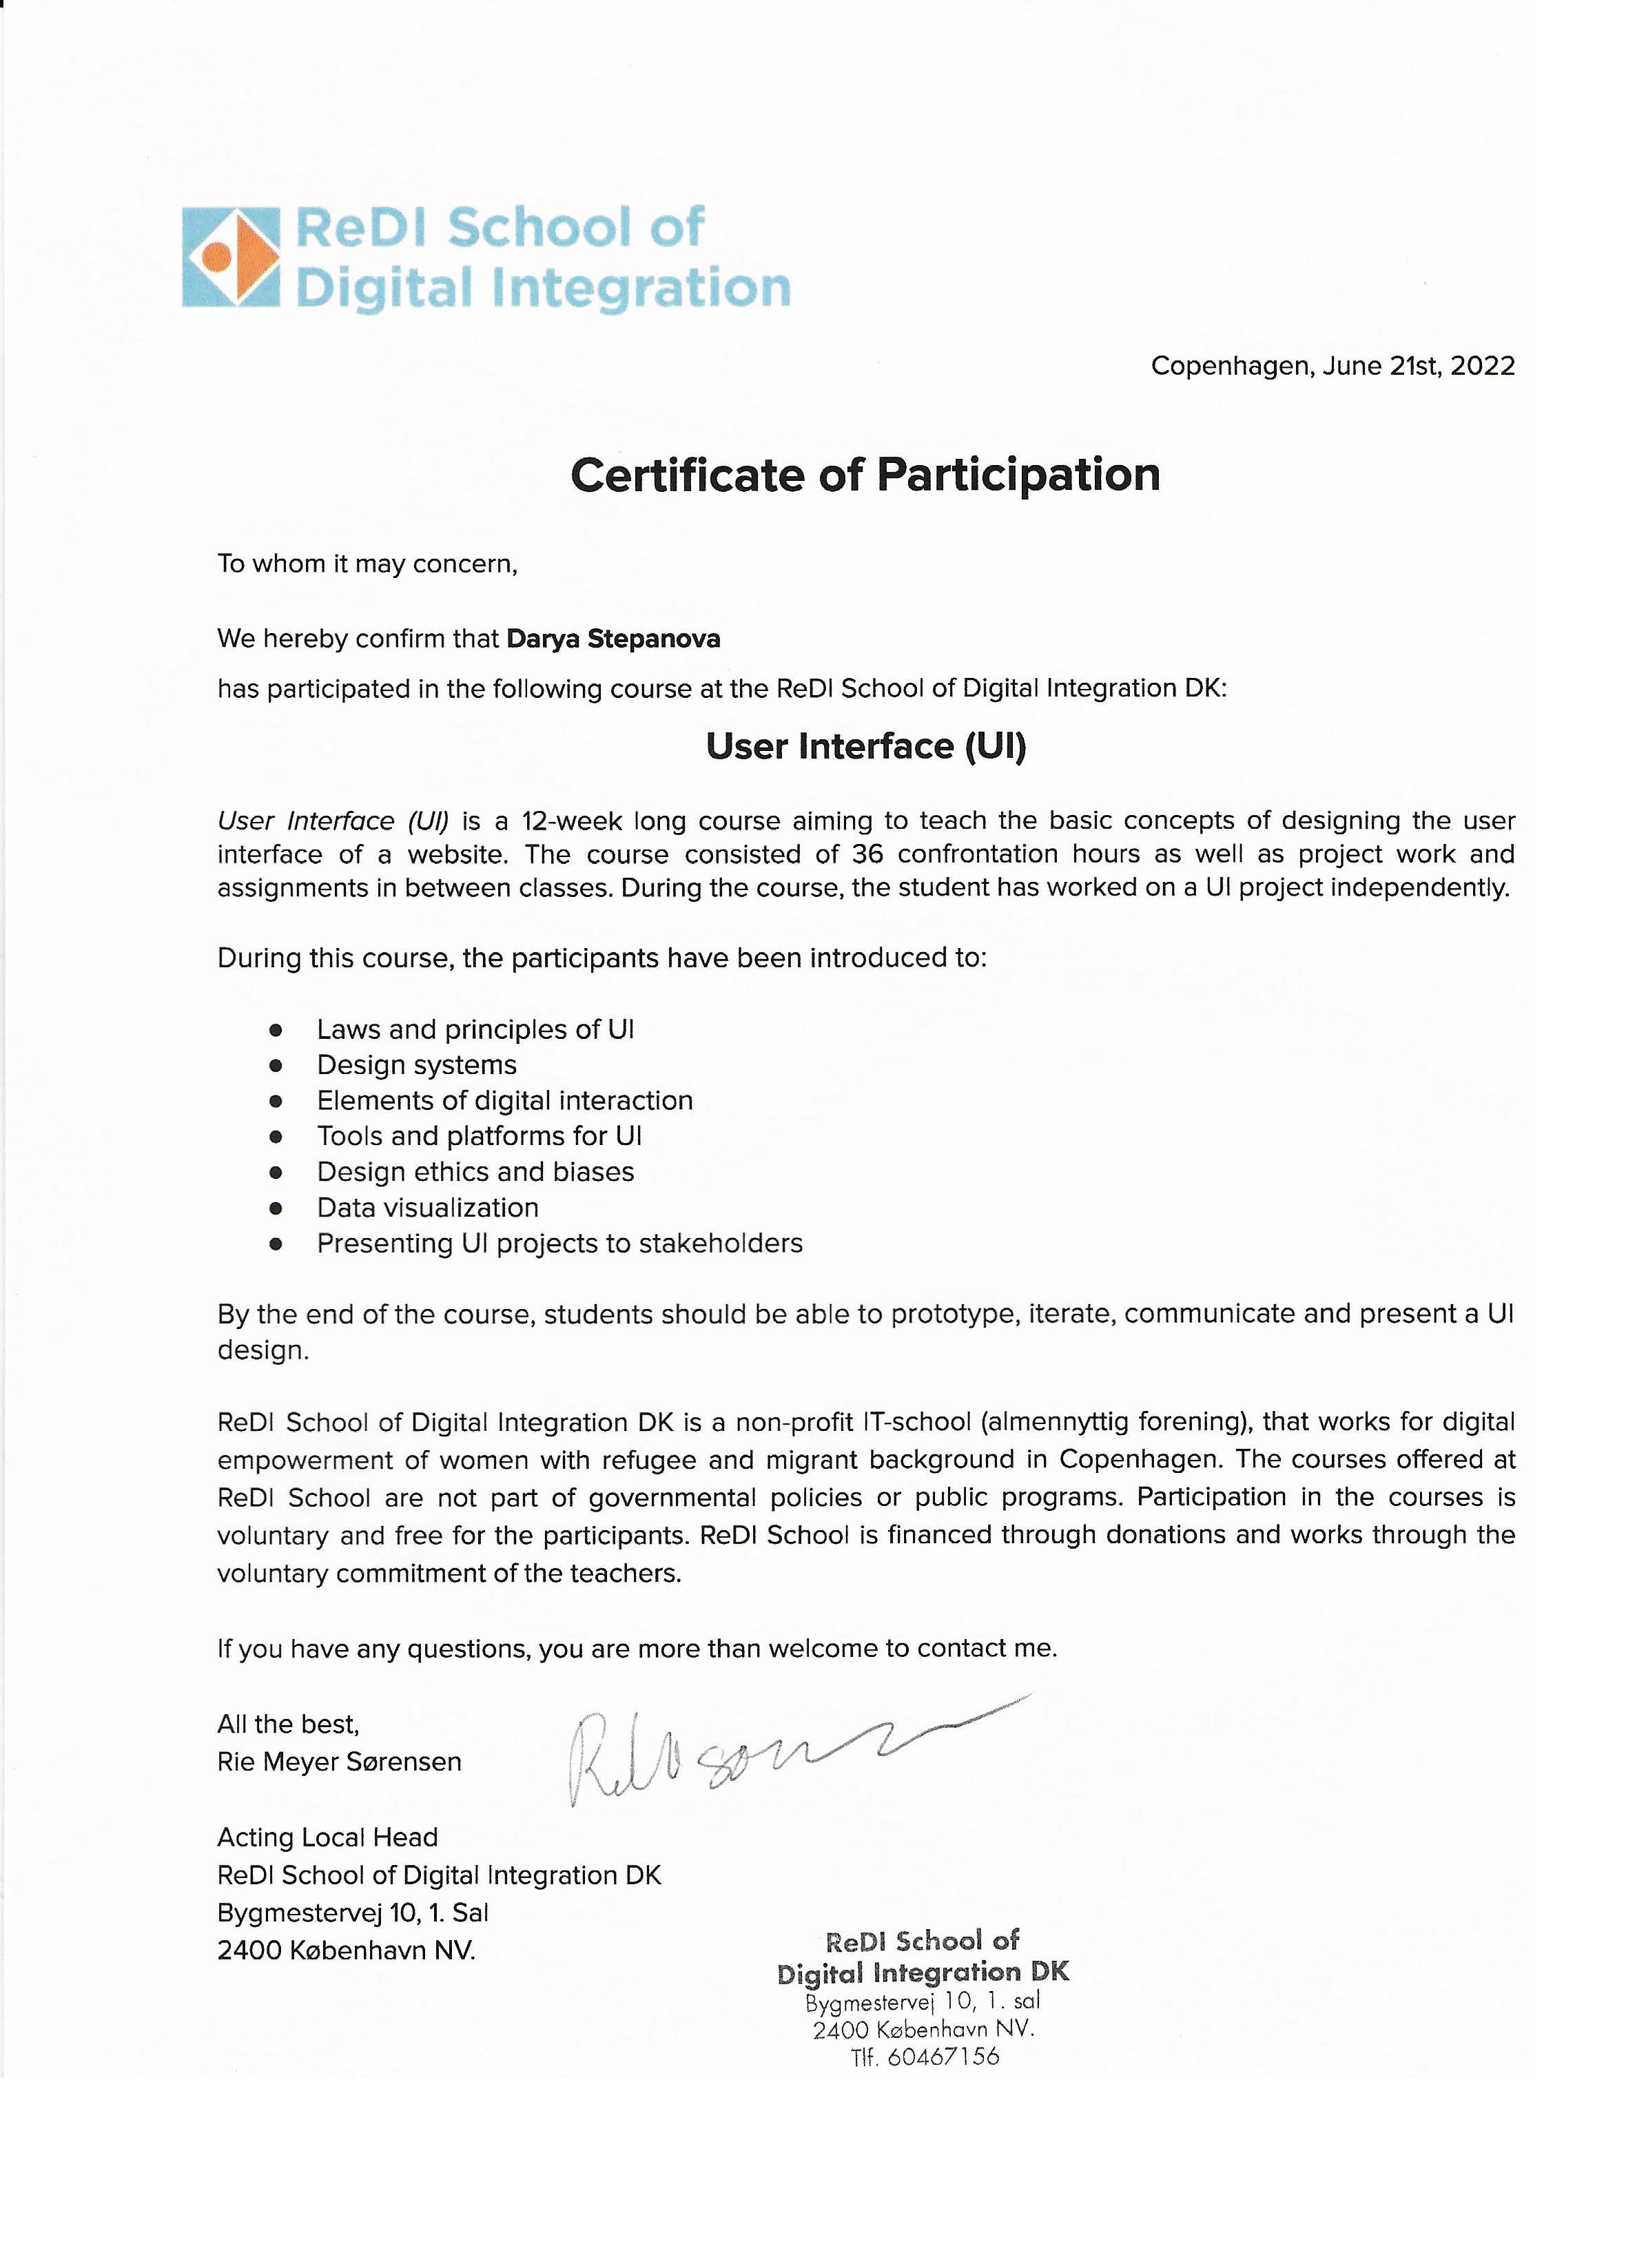 ReDI School of
Digital Integration
Copenhagen, June 21st, 2022
Certificate of Participation
To whom it may concern,
We hereby confirm that Darya Stepanova
has participated in the following course at the ReDI School of Digital Integration DK:
User Interface (UI)
User Interface (UI) is a 12-week long course aiming to teach the basic concepts of designing the user
interface of a website. The course consisted of 36 confrontation hours as well as project work and
assignments in between classes. During the course, the student has worked on a UI project independently.
During this course, the participants have been introduced to:
● Laws and principles of UI
● Design systems
● Elements of digital interaction
● Tools and platforms for UI
● Design ethics and biases
● Data visualization
● Presenting UI projects to stakeholders
By the end of the course, students should be able to prototype, iterate, communicate and present a UI
design.
ReDI School of Digital Integration DK is a non-profit IT-school (almennyttig forening), that works for digital
empowerment of women with refugee and migrant background in Copenhagen. The courses offered at
ReDI School are not part of governmental policies or public programs. Participation in the courses is
voluntary and free for the participants. ReDI School is financed through donations and works through the
voluntary commitment of the teachers.
If you have any questions, you are more than welcome to contact me.
All the best,
Rie Meyer Sørensen
Acting Local Head
ReDI School of Digital Integration DK
Bygmestervej 10, 1. Sal
2400 København NV.
ReDI School of
Digital Integration DK
Bygmestervej 10, 1. sal
2400 København NV.
Tlf. 60467156